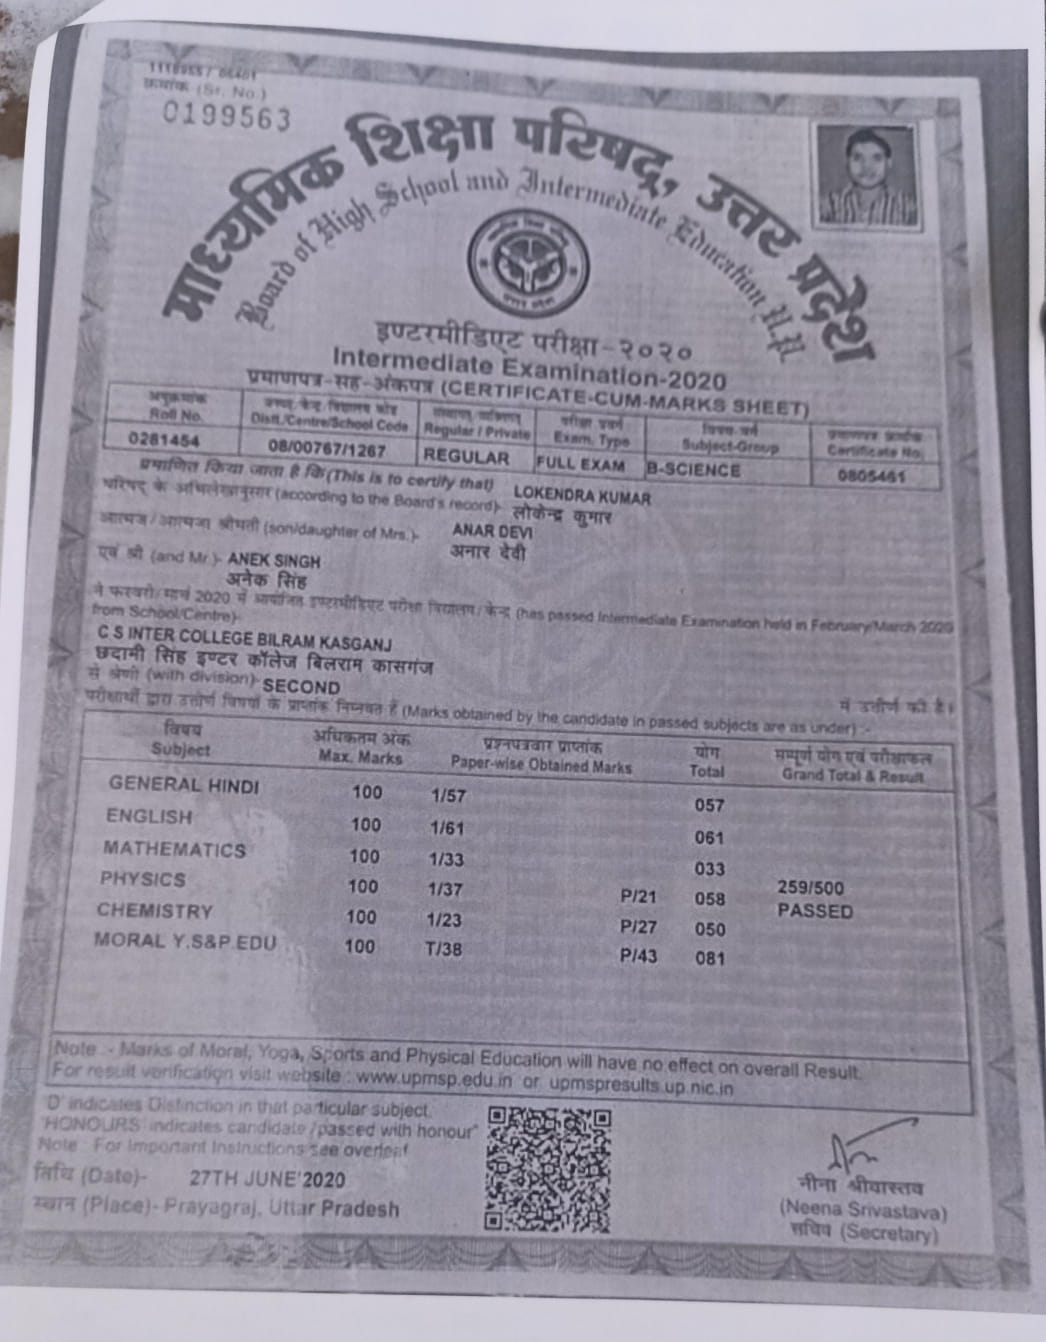 क्रमांक (Sr. No.)
0199563
माध्यमिक शिक्षा परिषद्, उत्तर प्रदेश
Board of High School and Intermediate Education U.P.
इण्टरमीडिएट परीक्षा-२०२०
Intermediate Examination-2020
प्रमाणपत्र-सह-अंकपत्र (CERTIFICATE-CUM-MARKS SHEET)
अनुक्रमांक Roll No. Distt./Centre/School Code Regular / Private Exam. Type Subject-Group Certificate No.
0281454 08/00767/1267 REGULAR FULL EXAM B-SCIENCE 0805461
प्रमाणित किया जाता है कि (This is to certify that) LOKENDRA KUMAR
परिषद् के अभिलेखानुसार (according to the Board's record)- लोकेन्द्र कुमार
आत्मज/आत्मजा श्रीमती (son/daughter of Mrs.)- ANAR DEVI
अनार देवी
एवं श्री (and Mr.)- ANEK SINGH
अनेक सिंह
ने फरवरी/मार्च 2020 में आयोजित इण्टरमीडिएट परीक्षा विद्यालय/केन्द्र (has passed Intermediate Examination held in February/March 2020
from School/Centre)-
C S INTER COLLEGE BILRAM KASGANJ
छदामी सिंह इण्टर कॉलेज बिलराम कासगंज
से श्रेणी (with division)- SECOND में उत्तीर्ण की है।
परीक्षार्थी द्वारा उत्तीर्ण विषयों के प्राप्तांक निम्नवत हैं (Marks obtained by the candidate in passed subjects are as under) :-
विषय अधिकतम अंक प्रश्नपत्रवार प्राप्तांक योग सम्पूर्ण योग एवं परीक्षाफल
Subject Max. Marks Paper-wise Obtained Marks Total Grand Total & Result
GENERAL HINDI 100 1/57 057
ENGLISH 100 1/61 061
MATHEMATICS 100 1/33 033
PHYSICS 100 1/37 P/21 058 259/500
CHEMISTRY 100 1/23 P/27 050 PASSED
MORAL Y,S&P.EDU 100 T/38 P/43 081
Note :- Marks of Moral, Yoga, Sports and Physical Education will have no effect on overall Result.
For result verification visit website : www.upmsp.edu.in or upmspresults.up.nic.in
'D' indicates Distinction in that particular subject.
'HONOURS' indicates candidate /passed with honour"
Note : For Important Instructions see overleaf
तिथि (Date)- 27TH JUNE'2020
स्थान (Place)- Prayagraj, Uttar Pradesh
नीना श्रीवास्तव
(Neena Srivastava)
सचिव (Secretary)